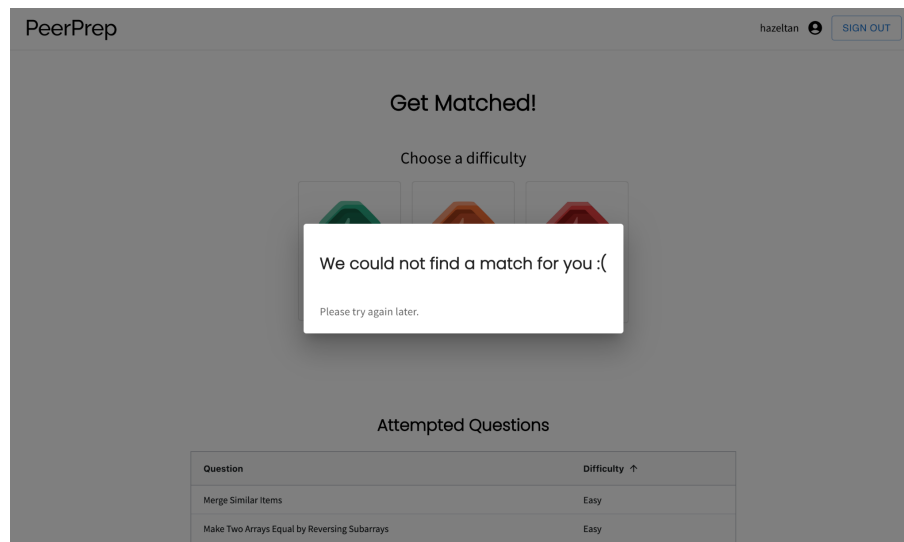 PeerPrep
hazeltan
SIGN OUT
Get Matched!
Choose a difficulty
We could not find a match for you :(
Please try again later.
Attempted Questions
Question Difficulty ↑
Merge Similar Items Easy
Make Two Arrays Equal by Reversing Subarrays Easy